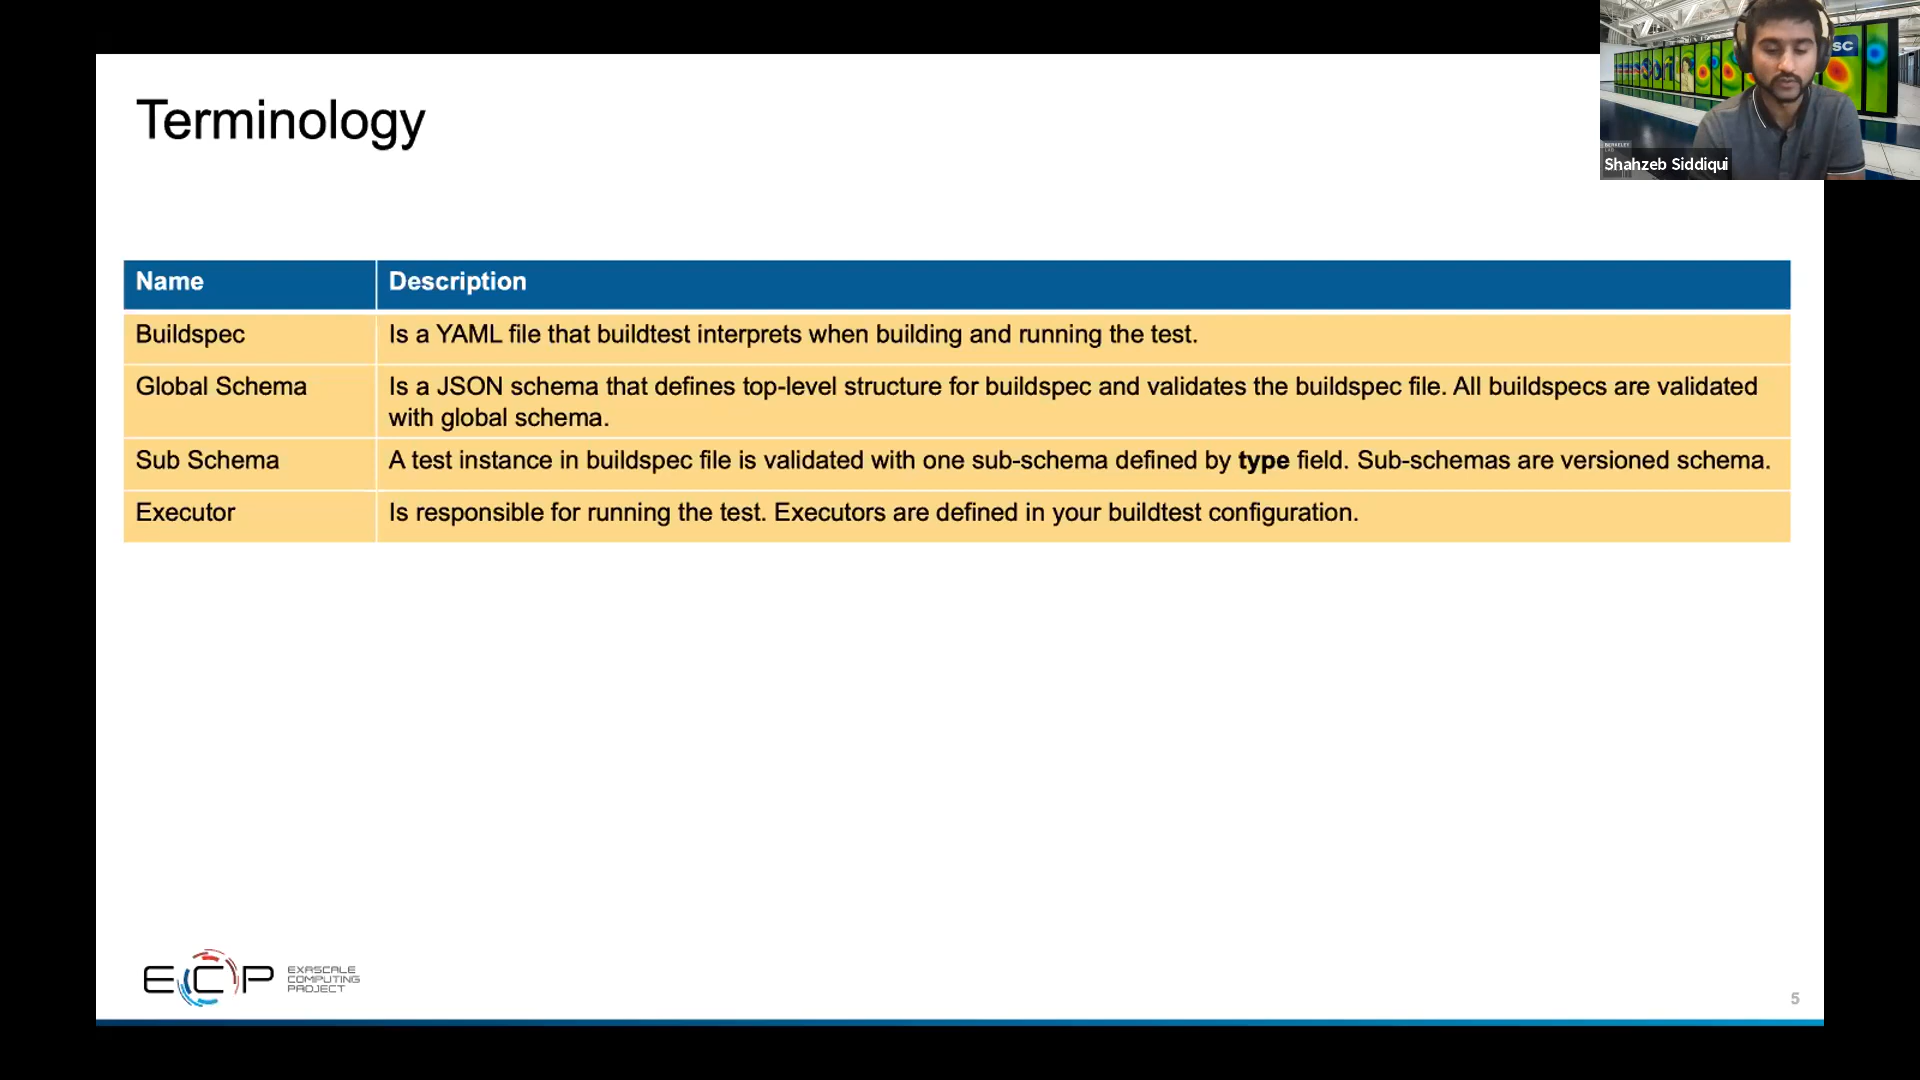 SC
BERKELEY
LAB
Shahzeb Siddiqui
Terminology
Name Description
Buildspec Is a YAML file that buildtest interprets when building and running the test.
Global Schema Is a JSON schema that defines top-level structure for buildspec and validates the buildspec file. All buildspecs are validated
with global schema.
Sub Schema A test instance in buildspec file is validated with one sub-schema defined by type field. Sub-schemas are versioned schema.
Executor Is responsible for running the test. Executors are defined in your buildtest configuration.
ECP EXASCALE
COMPUTING
PROJECT
5